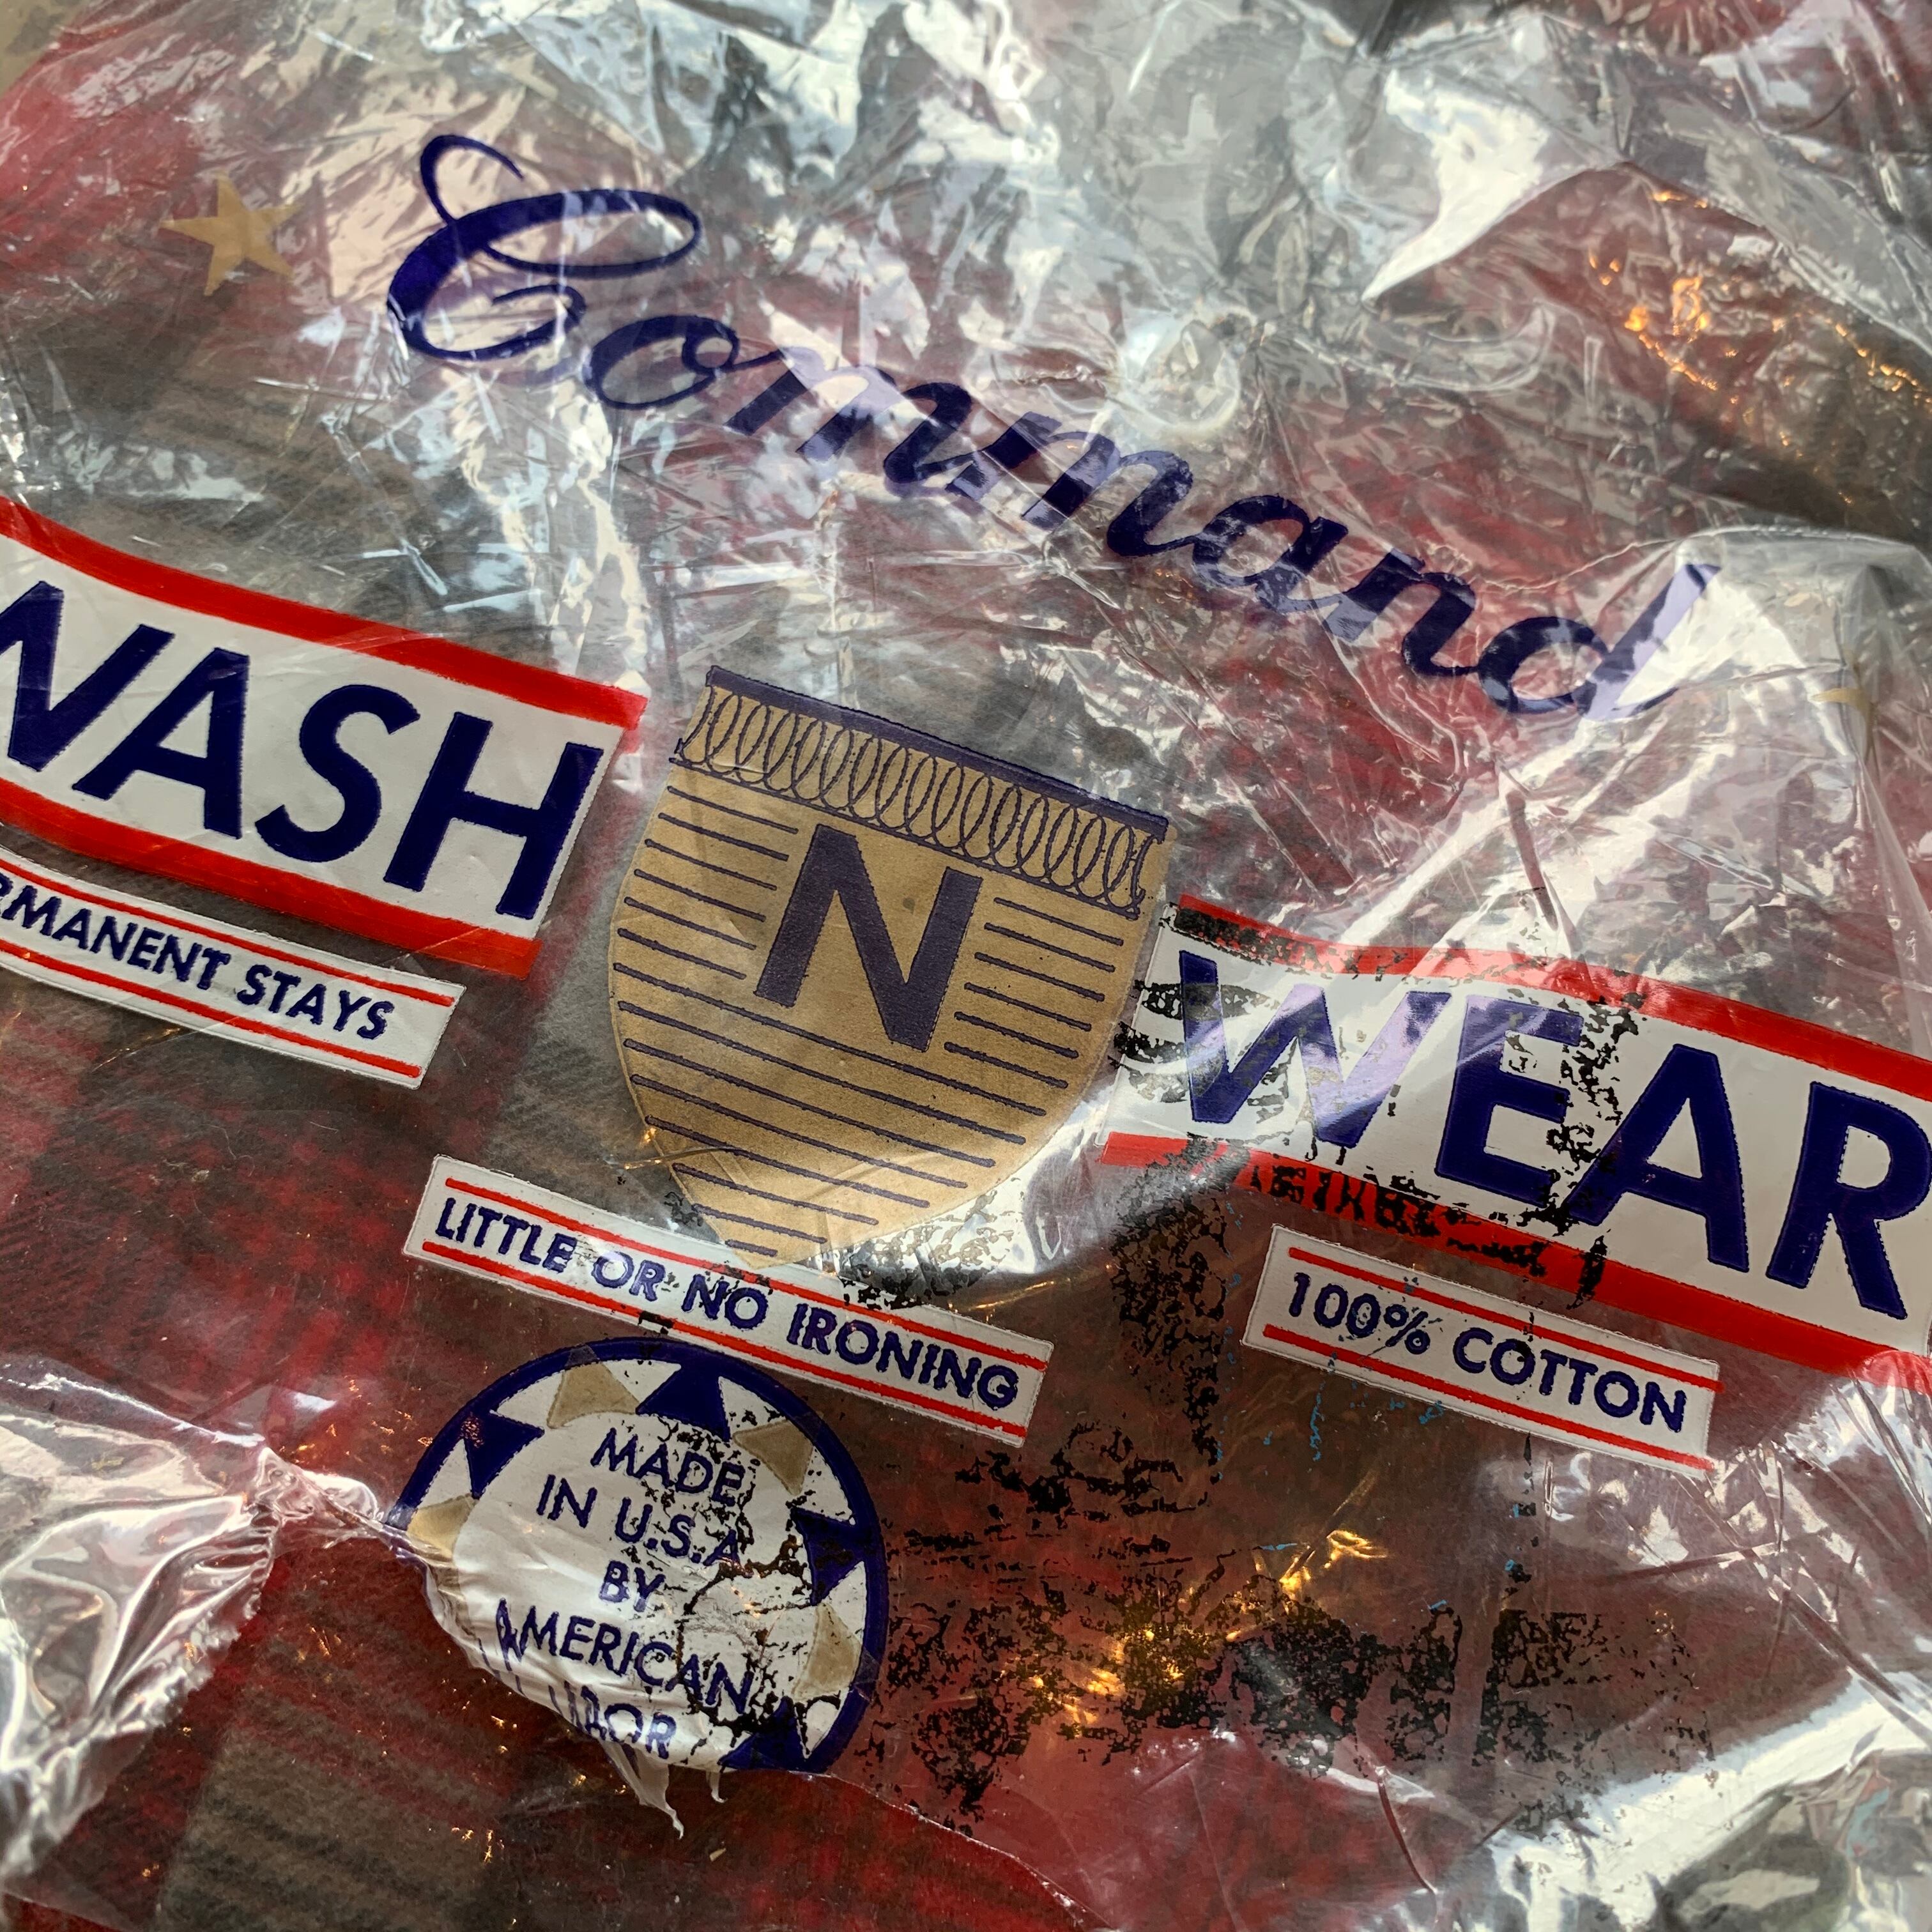 Command
WASH
N
WEAR
RMANENT STAYS
LITTLE OR NO IRONING
100% COTTON
MADE
IN U.S.A
BY
AMERICAN